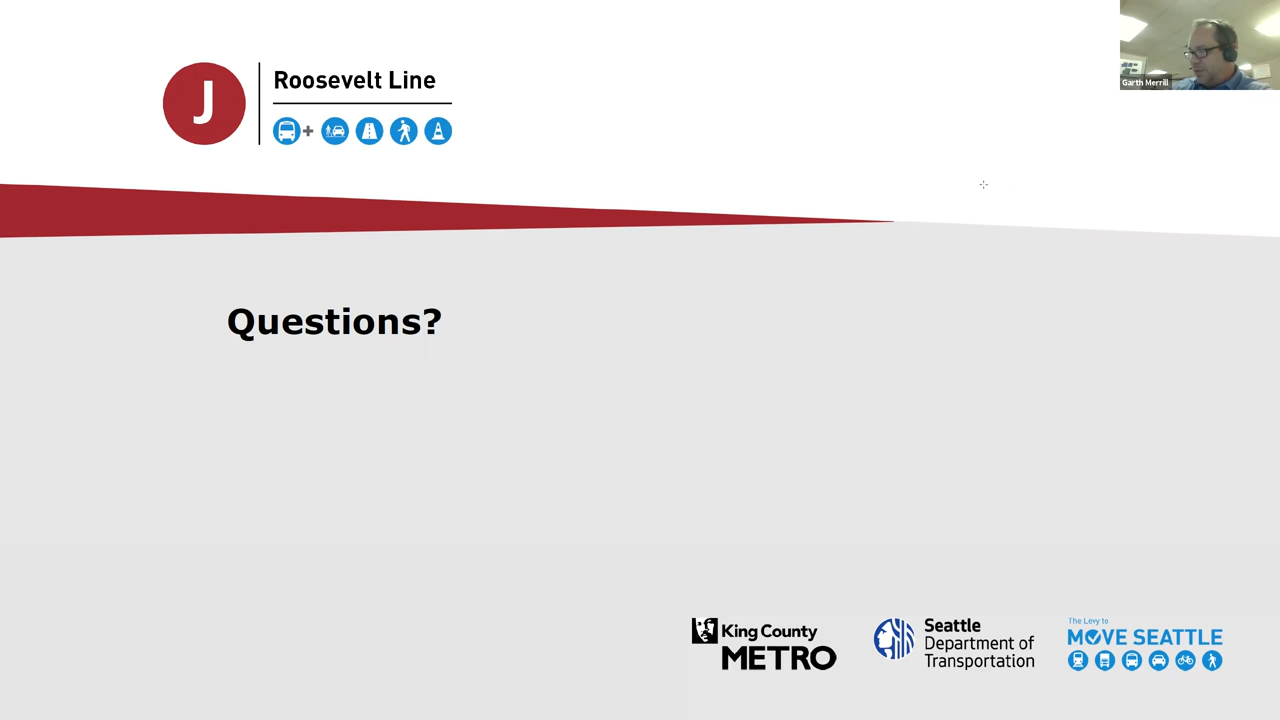 J
Roosevelt Line
Garth Merrill
Questions?
King County
METRO
Seattle
Department of
Transportation
The Levy to
MOVE SEATTLE